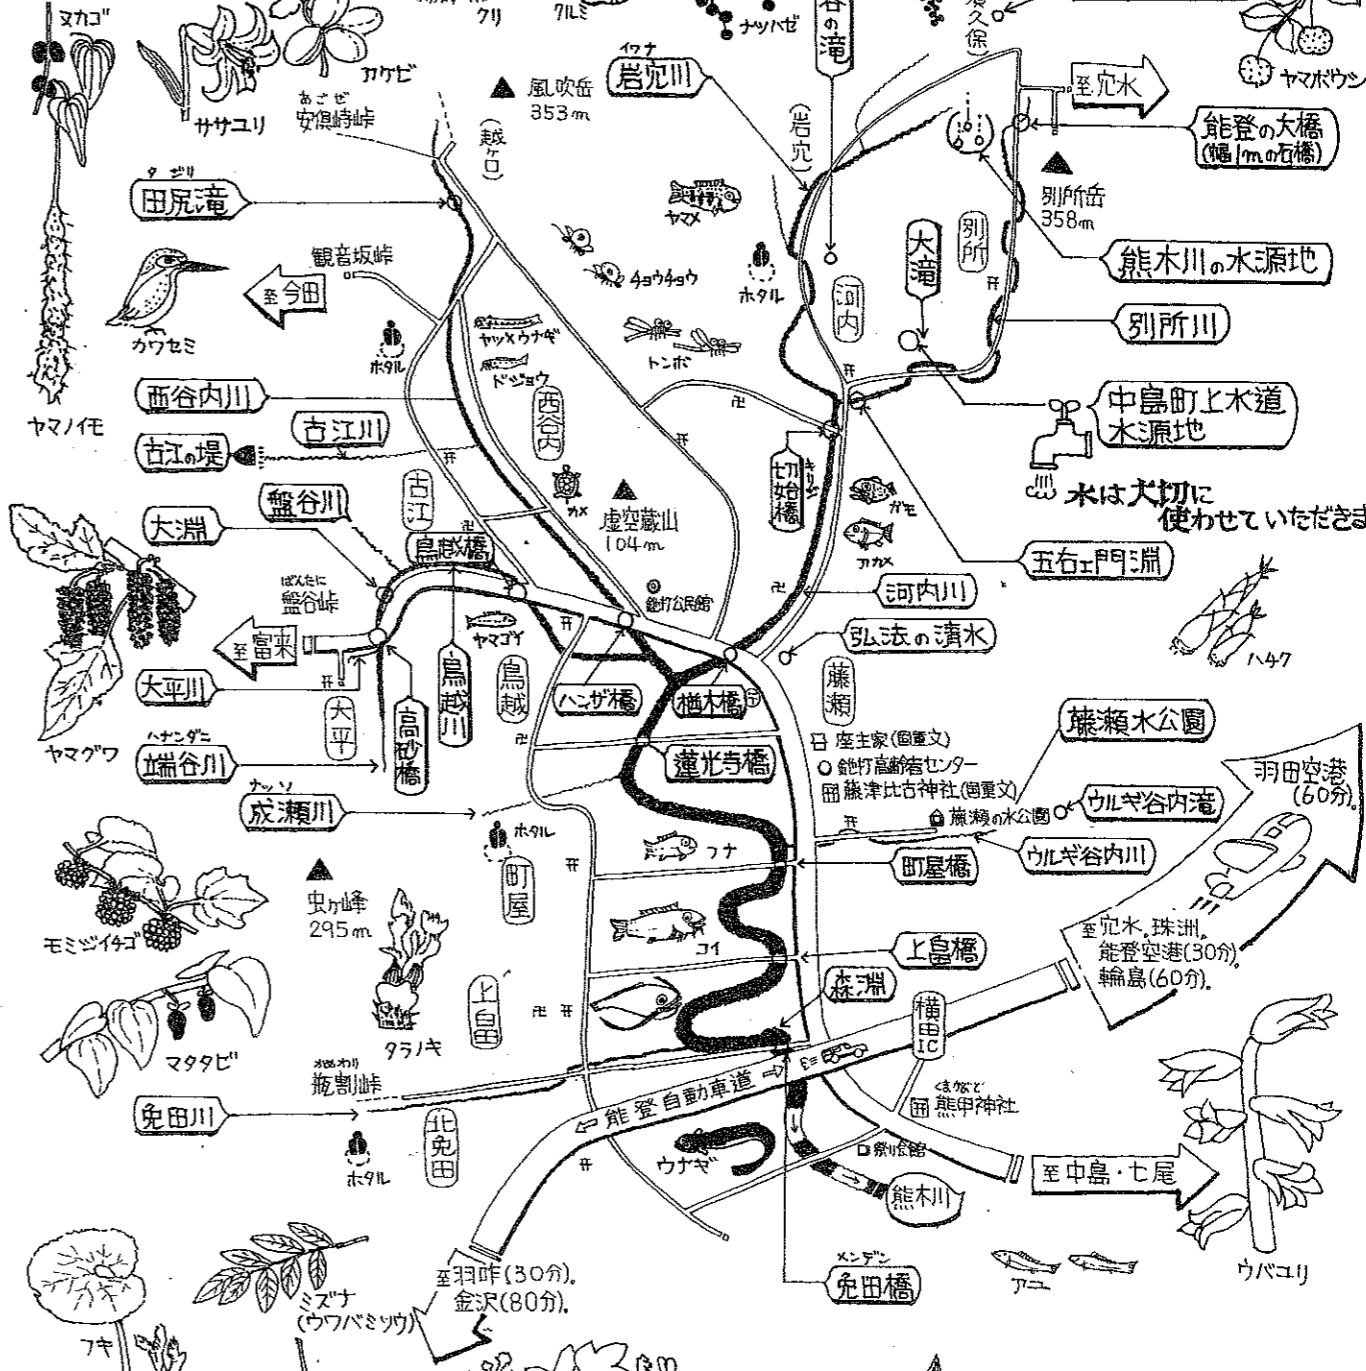 ヌカゴ
クリ
クルミ
ナツハゼ
谷の滝
アケビ
ササユリ
あごぜ
安倶崎峠
風吹岳
353m
(越ケ口)
イワナ
岩穴川
(岩穴)
至穴水
ヤマボウシ
能登の大橋
(幅1mの石橋)
別所岳
358m
タジリ
田尻滝
ヤマメ
大滝
別所
熊木川の水源地
観音坂峠
至今田
カワセミ
チョウチョウ
ホタル
河内
別所川
ホタル
ヤツメウナギ
ドジョウ
トンボ
ヤマノイモ
西谷内川
西谷内
中島町上水道
水源地
古江の堤
古江川
古江
カメ
虚空蔵山
104m
切始橋
ガモ
アカメ
水は大切に
使わせていただきま
大淵
盤谷川
鳥越橋
五右ェ門淵
ばんたに
盤谷峠
鉈打公民館
河内川
ハチク
至富来
ヤマゴイ
弘法の清水
大平川
大平
高砂橋
鳥越川
鳥越
ハンザ橋
楢木橋
藤瀬
ヤマグワ
ハナンダニ
端谷川
蓮光寺橋
座主家(国重文)
鉈打高齢者センター
藤津比古神社(国重文)
藤瀬水公園
羽田空港
(60分)
ナッソ
成瀬川
藤瀬の水公園
ウルギ谷内滝
ホタル
町屋
フナ
町屋橋
ウルギ谷内川
虫ケ峰
295m
モミジイチゴ
コイ
上畠橋
至穴水、珠洲、
能登空港(30分)、
輪島(60分)。
マタタビ
タラノキ
上畠
森淵
横田IC
かめわり
瓶割峠
能登自動車道
くまかぶと
熊甲神社
免田川
北免田
ホタル
ウナギ
祭り会館
至中島・七尾
熊木川
ウバユリ
アユ
メンデン
免田橋
至羽咋(30分)、
金沢(80分)。
ミズナ
(ウワバミソウ)
フキ